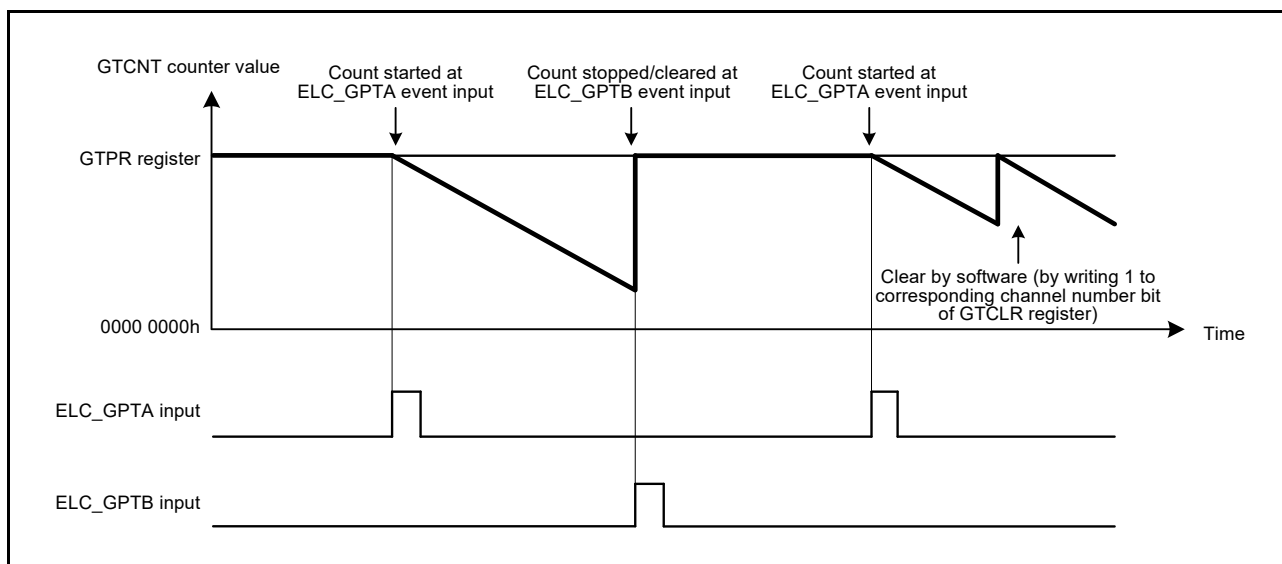 GTCNT counter value
Count started at
ELC_GPTA event input
Count stopped/cleared at
ELC_GPTB event input
Count started at
ELC_GPTA event input
GTPR register
Clear by software (by writing 1 to
corresponding channel number bit
of GTCLR register)
0000 0000h
Time
ELC_GPTA input
ELC_GPTB input